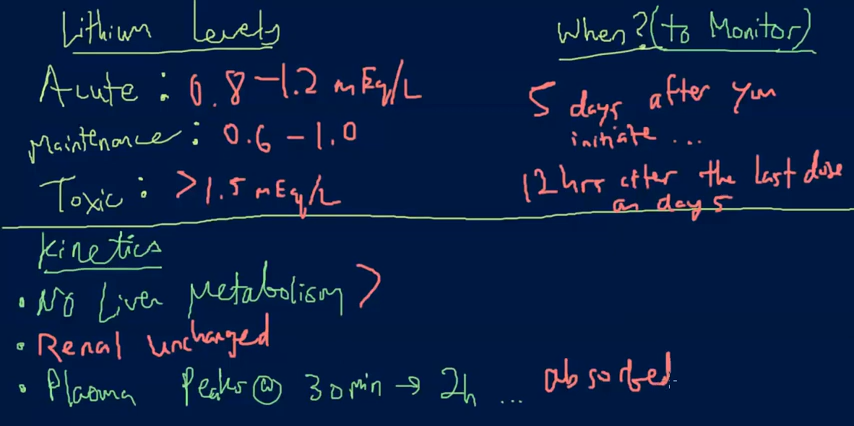 Lithium Levels
Acute: 0.8-1.2 mEq/L
Maintenance: 0.6 - 1.0
Toxic: >1.5 mEq/L
When? (to Monitor)
5 days after you
initiate...
12 hrs after the last dose
on day 5
Kinetics
• No Liver Metabolism >
• Renal unchanged
• Plasma Peaks @ 30min → 2h ... absorbed